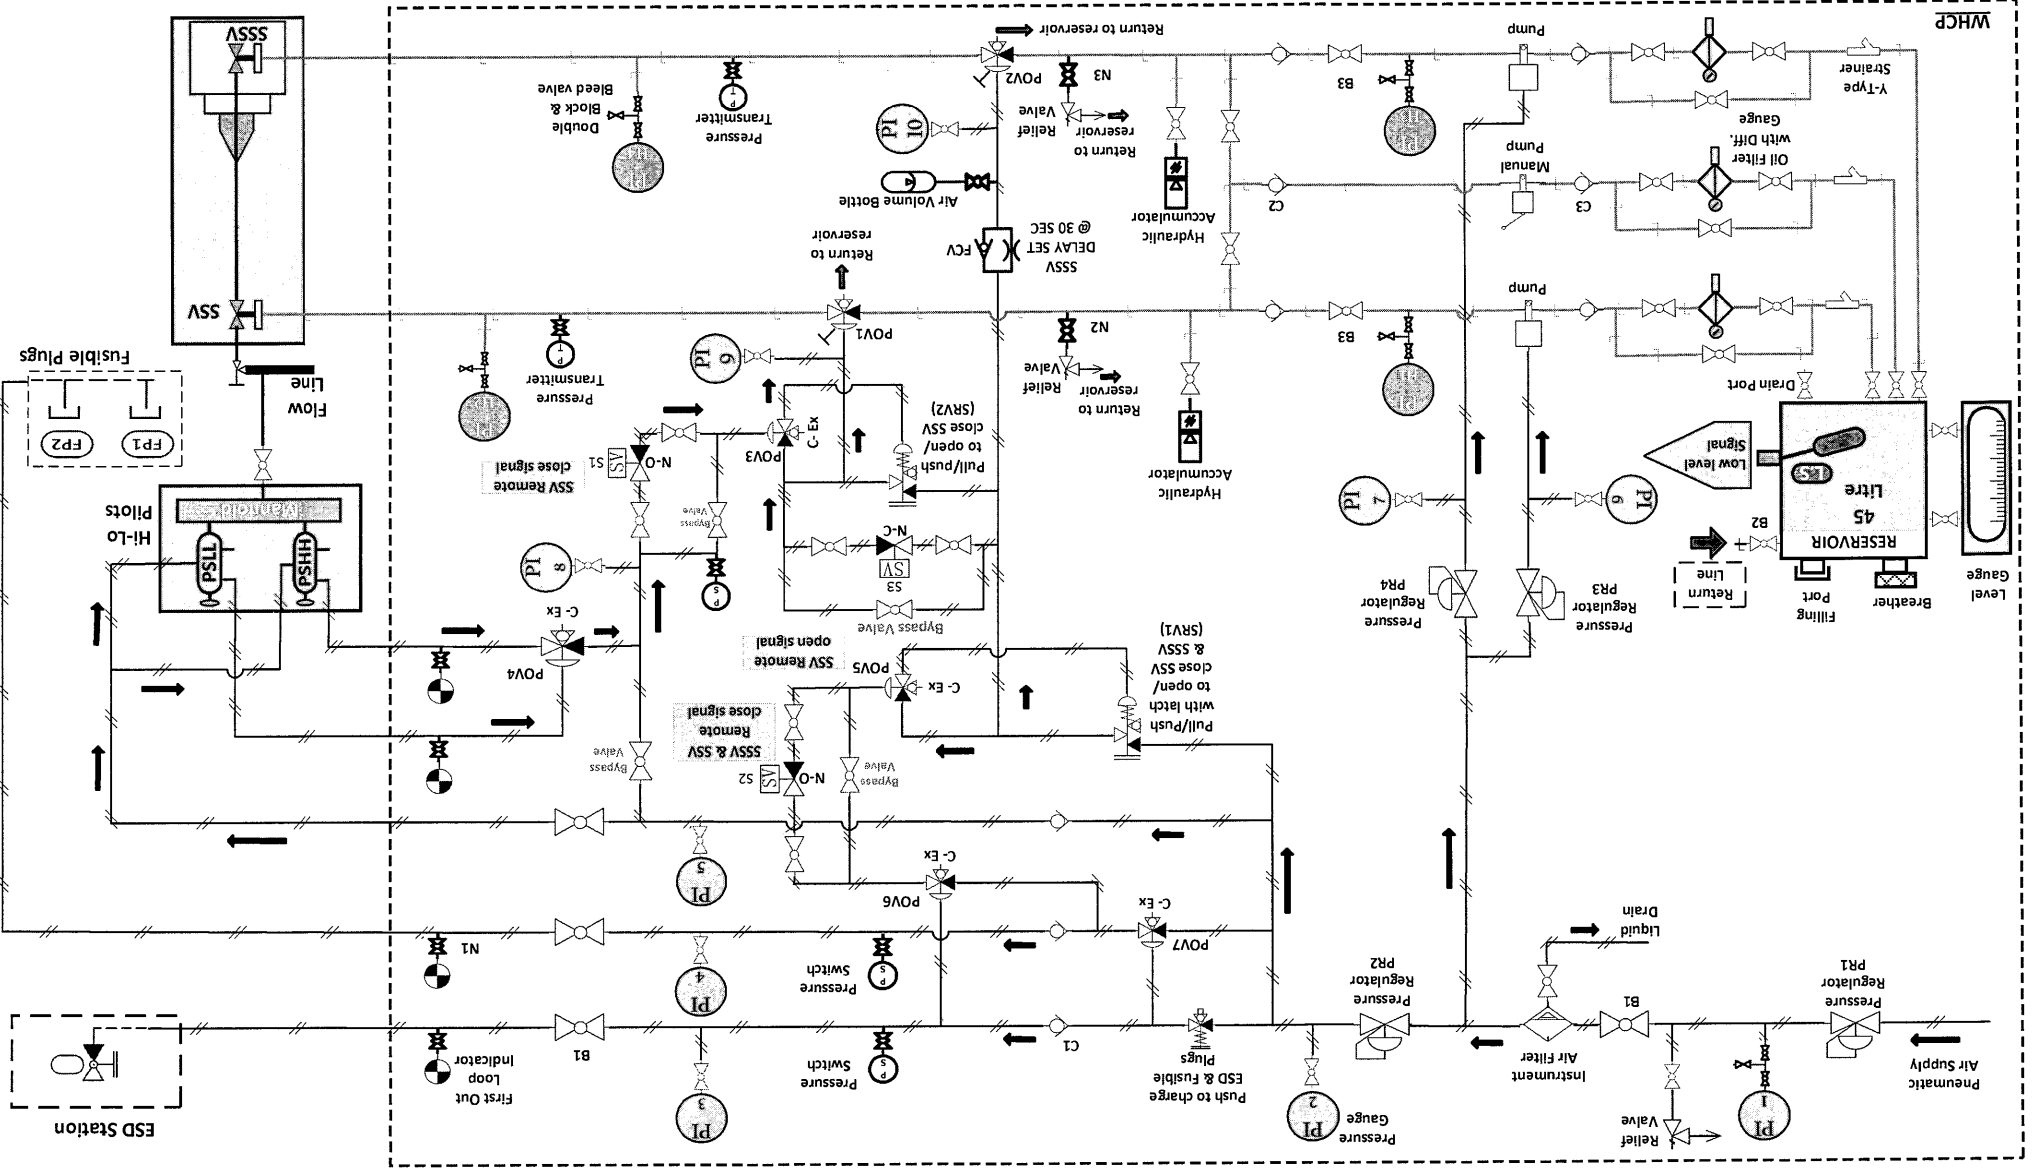 Pneumatic
Air Supply
Pressure
Regulator
PR1
PI
1
Relief
Valve
B1
Instrument
Air Filter
Liquid
Drain
Pressure
Regulator
PR2
Pressure
Gauge
PI
2
Push to charge
ESD & Fusible
Plugs
C1
Pressure
Switch
P
S
PI
3
B1
First Out
Loop
Indicator
ESD Station
POV7
C- Ex
Pressure
Switch
P
S
PI
4
N1
POV6
C- Ex
PI
5
Bypass
Valve
S2
SV
N-O
SSSV & SSV
Remote
close signal
Bypass
Valve
Pull/Push
with latch
to open/
close SSV
& SSSV
(SRV1)
POV5
C- Ex
SSV Remote
open signal
POV4
C- Ex
PSHH
PSLL
Manifold
Hi-Lo
Pilots
Level
Gauge
Breather
Filling
Port
Return
Line
B2
RESERVOIR
45
Litre
Low level
Signal
Drain Port
Pressure
Regulator
PR3
Pressure
Regulator
PR4
PI
6
PI
7
Bypass Valve
S3
SV
N-C
P
S
PI
8
Bypass
Valve
S1
SV
N-O
SSV Remote
close signal
Pull/push
to open/
close SSV
(SRV2)
POV3
C- Ex
PI
9
Hydraulic
Accumulator
Return to
reservoir
Relief
Valve
N2
POV1
Return to
reservoir
Pressure
Transmitter
P
T
Flow
Line
FP1
FP2
Fusible Plugs
SSV
Pump
B3
SSSV
DELAY SET
@ 30 SEC
FCV
Oil Filter
with Diff.
Gauge
Manual
Pump
C3
C2
Hydraulic
Accumulator
Air Volume Bottle
PI
10
Y-Type
Strainer
Pump
B3
Return to
reservoir
Relief
Valve
N3
POV2
Return to reservoir
Pressure
Transmitter
P
T
Double
Block &
Bleed valve
SSSV
WHCP